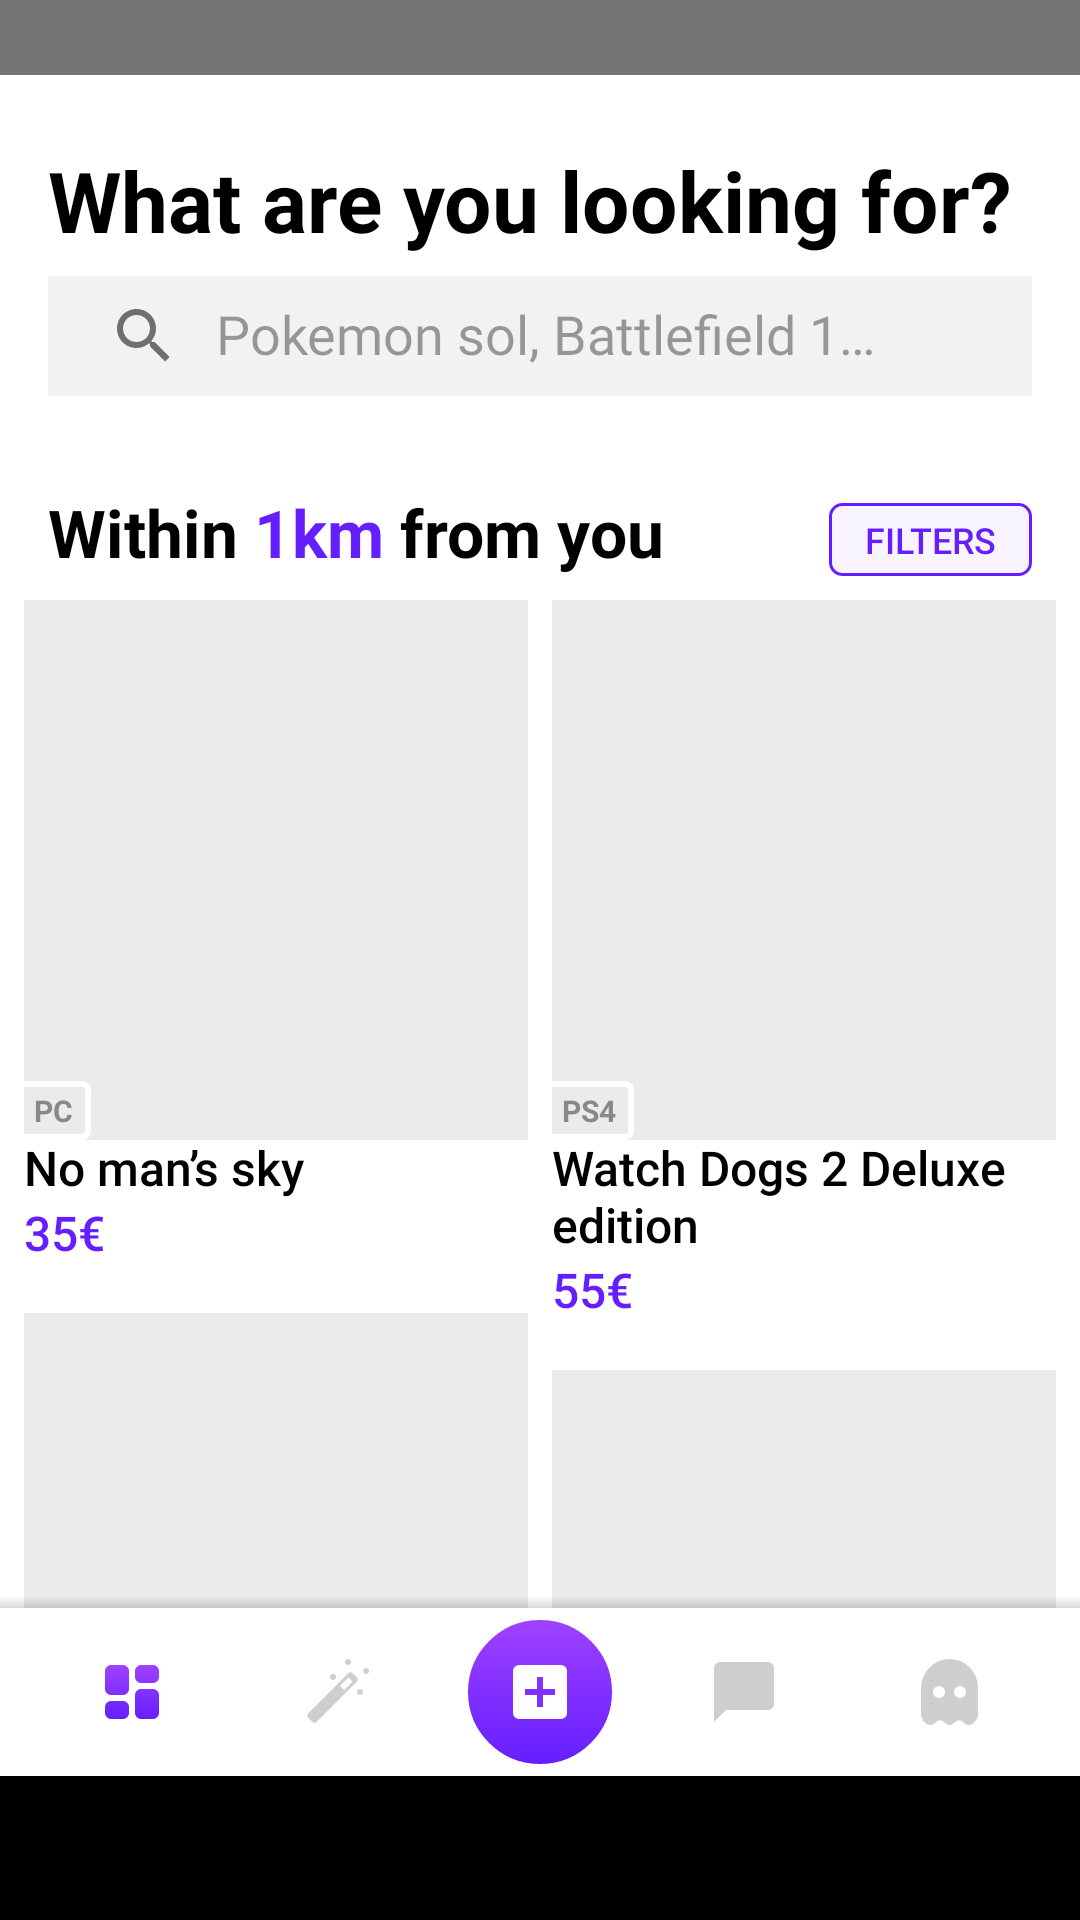 What are you looking for?
Pokemon sol, Battlefield 1...
Within 1km from you
FILTERS
PC
No man’s sky
35€
PS4
Watch Dogs 2 Deluxe
edition
55€